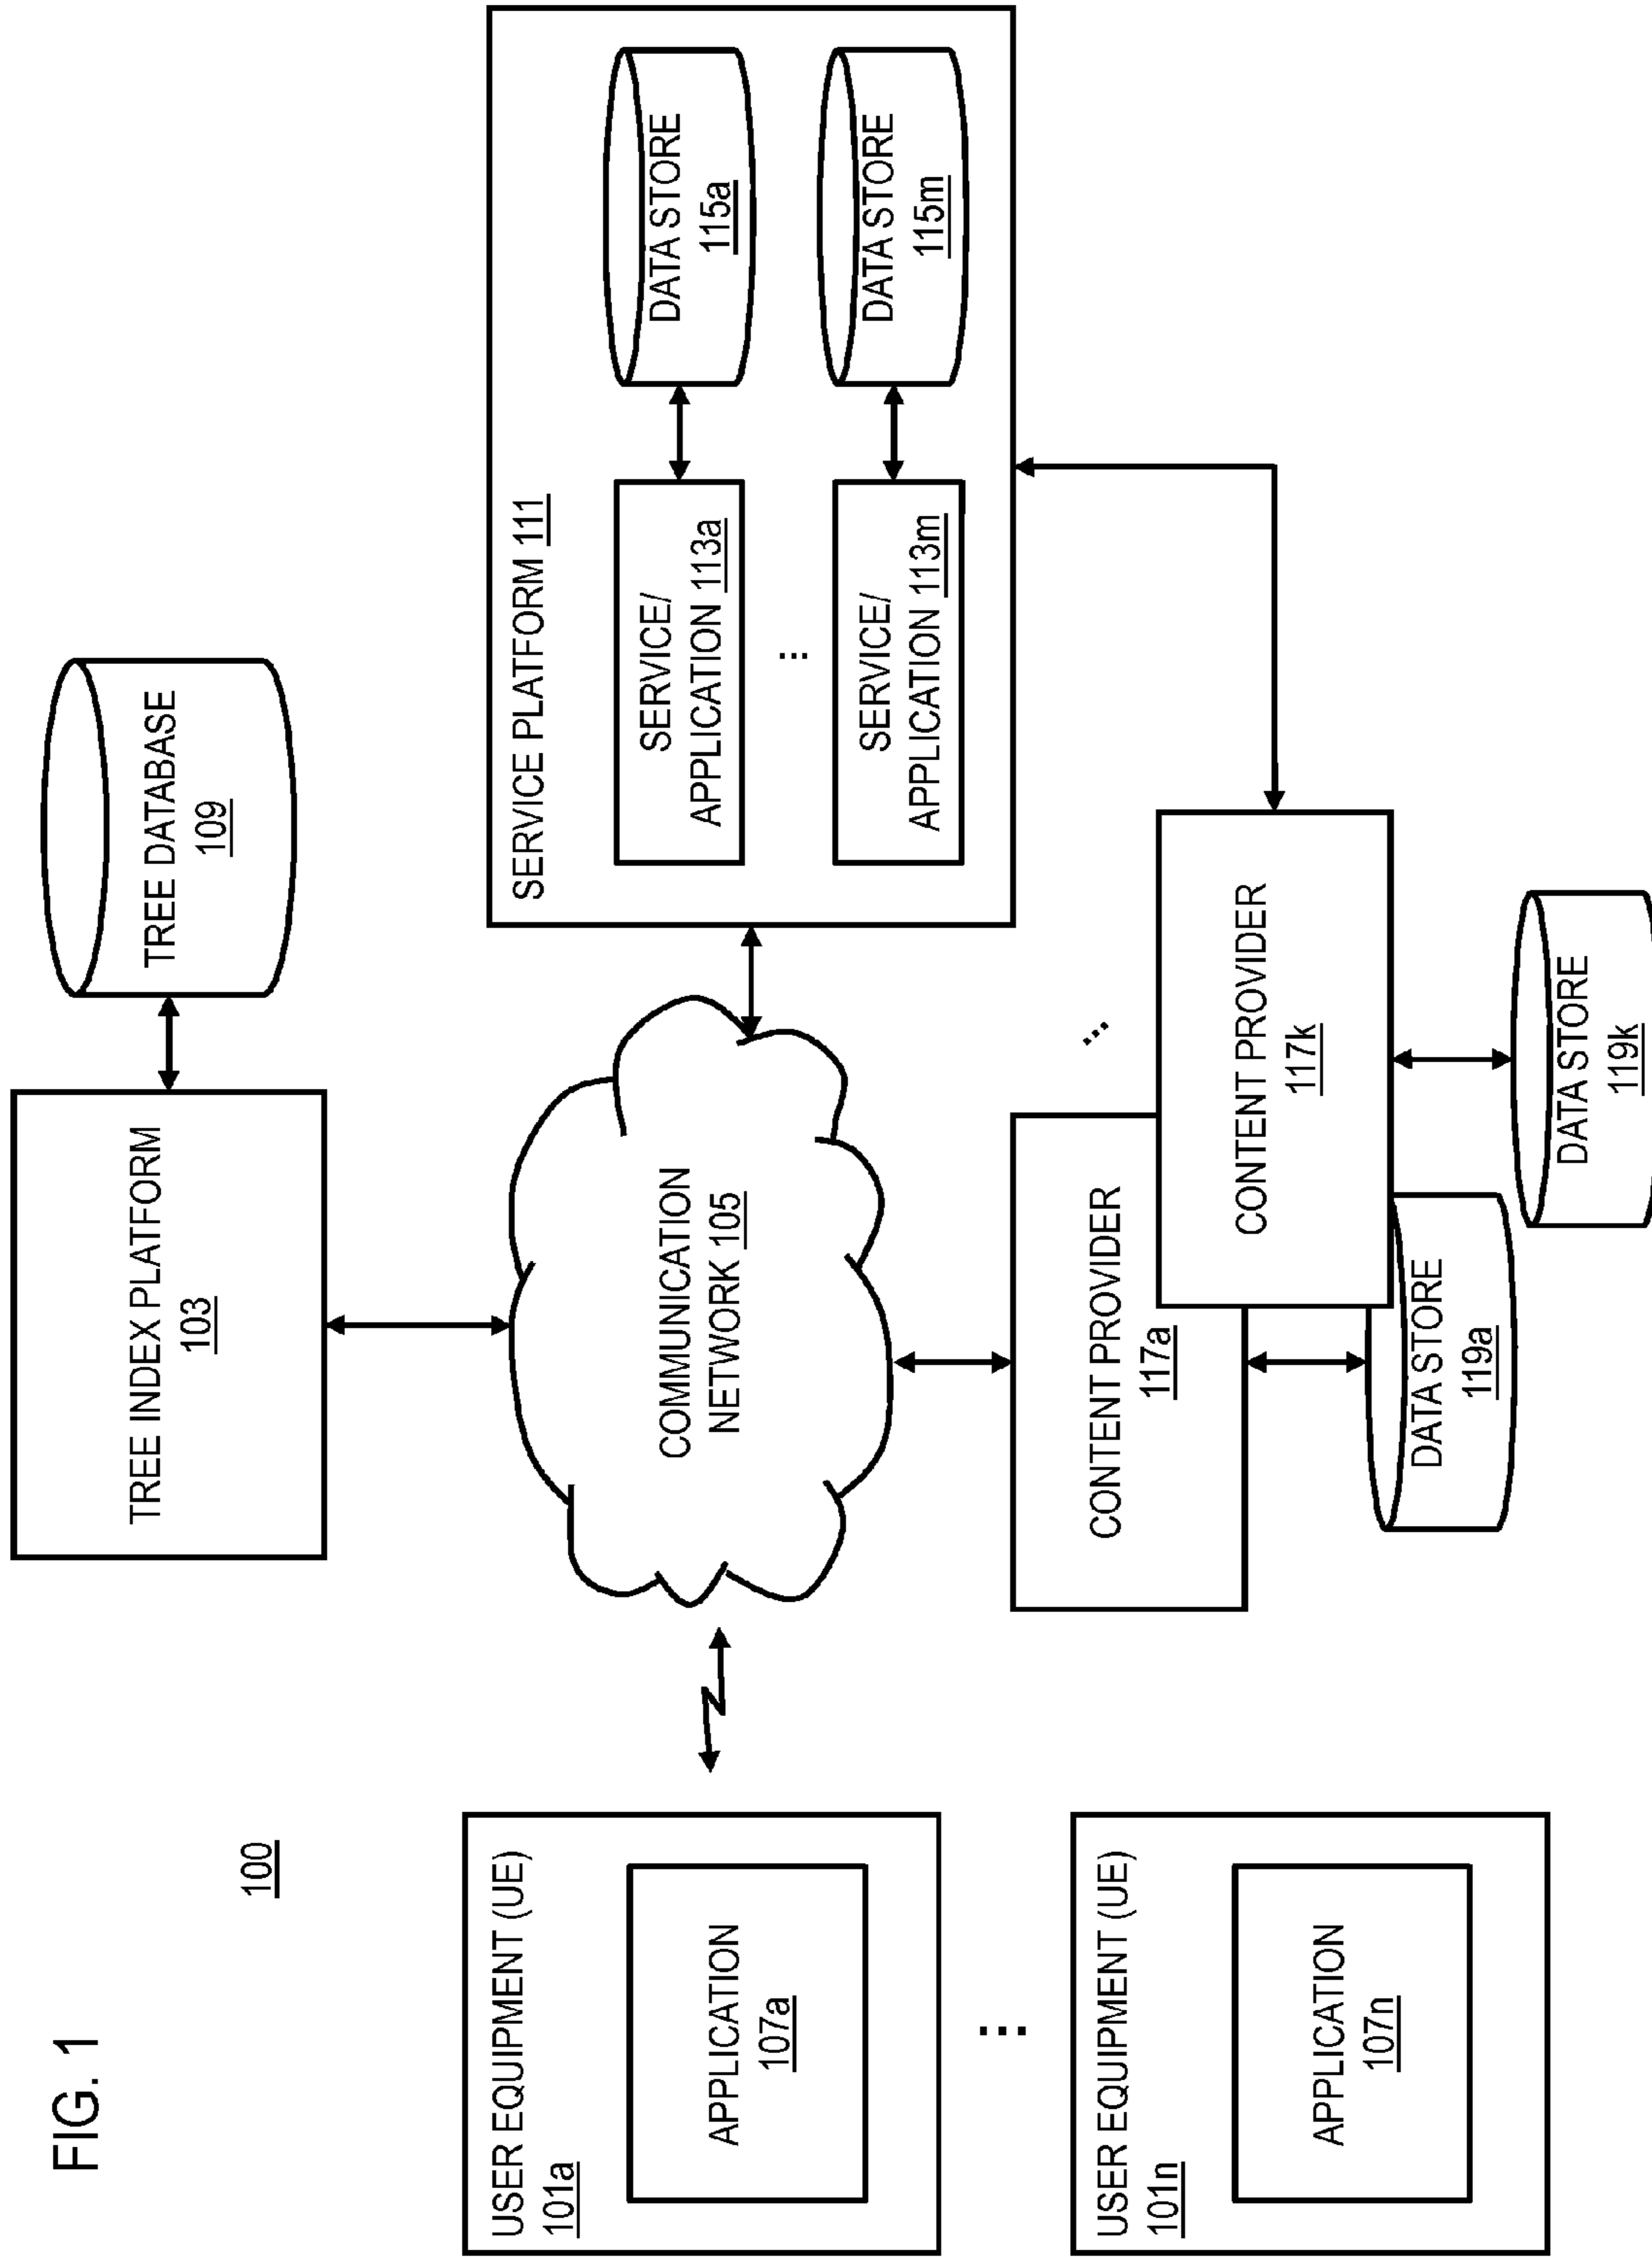 FIG. 1
100
TREE INDEX PLATFORM
103
TREE DATABASE
109
USER EQUIPMENT (UE)
101a
APPLICATION
107a
...
USER EQUIPMENT (UE)
101n
APPLICATION
107n
COMMUNICATION
NETWORK 105
SERVICE PLATFORM 111
SERVICE/
APPLICATION 113a
DATA STORE
115a
...
SERVICE/
APPLICATION 113m
DATA STORE
115m
CONTENT PROVIDER
117a
...
CONTENT PROVIDER
117k
DATA STORE
119a
DATA STORE
119k